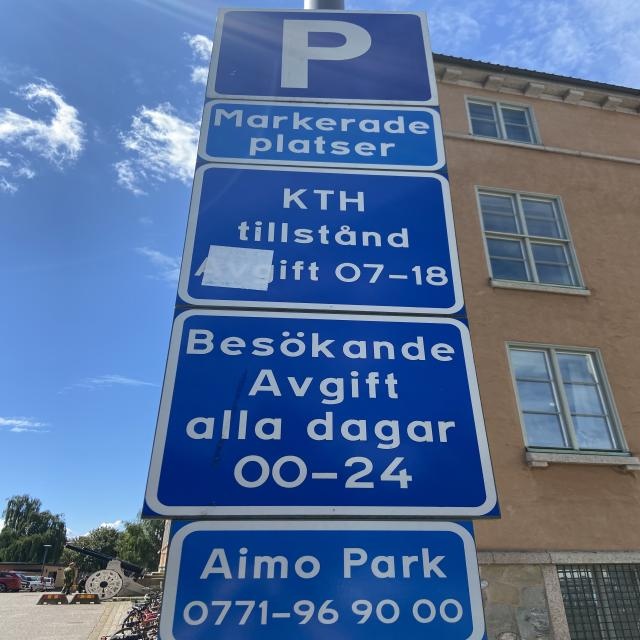 P
Markerade
platser
KTH
tillstånd
Avgift 07-18
Besökande
Avgift
alla dagar
00-24
Aimo Park
0771-96 90 00